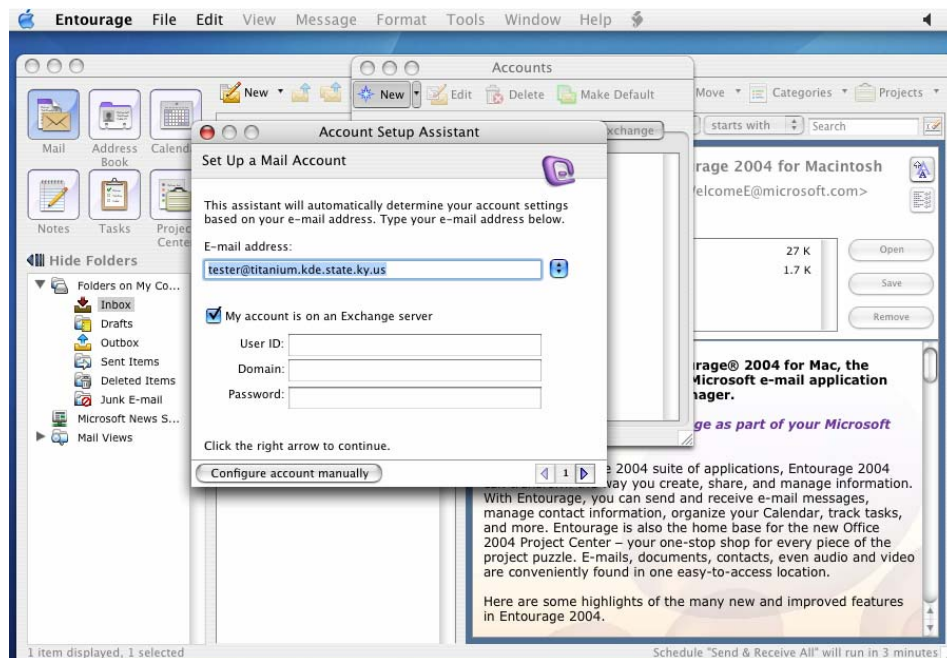 Entourage File Edit View Message Format Tools Window Help
Accounts
New
New Edit Delete Make Default
Move Categories Projects
Mail
Address Book
Calend
Notes
Tasks
Projec
Cente
xchange
starts with
Search
Account Setup Assistant
Set Up a Mail Account
This assistant will automatically determine your account settings
based on your e-mail address. Type your e-mail address below.
E-mail address:
tester@titanium.kde.state.ky.us
My account is on an Exchange server
User ID:
Domain:
Password:
Click the right arrow to continue.
Configure account manually
1
Hide Folders
Folders on My Co...
Inbox
Drafts
Outbox
Sent Items
Deleted Items
Junk E-mail
Microsoft News S...
Mail Views
rage 2004 for Macintosh
elcomeE@microsoft.com>
27 K
1.7 K
Open
Save
Remove
rage® 2004 for Mac, the
Microsoft e-mail application
nager.
ge as part of your Microsoft
e 2004 suite of applications, Entourage 2004
way you create, share, and manage information.
With Entourage, you can send and receive e-mail messages,
manage contact information, organize your Calendar, track tasks,
and more. Entourage is also the home base for the new Office
2004 Project Center – your one-stop shop for every piece of the
project puzzle. E-mails, documents, contacts, even audio and video
are conveniently found in one easy-to-access location.
Here are some highlights of the many new and improved features
in Entourage 2004.
1 item displayed, 1 selected
Schedule "Send & Receive All" will run in 3 minutes